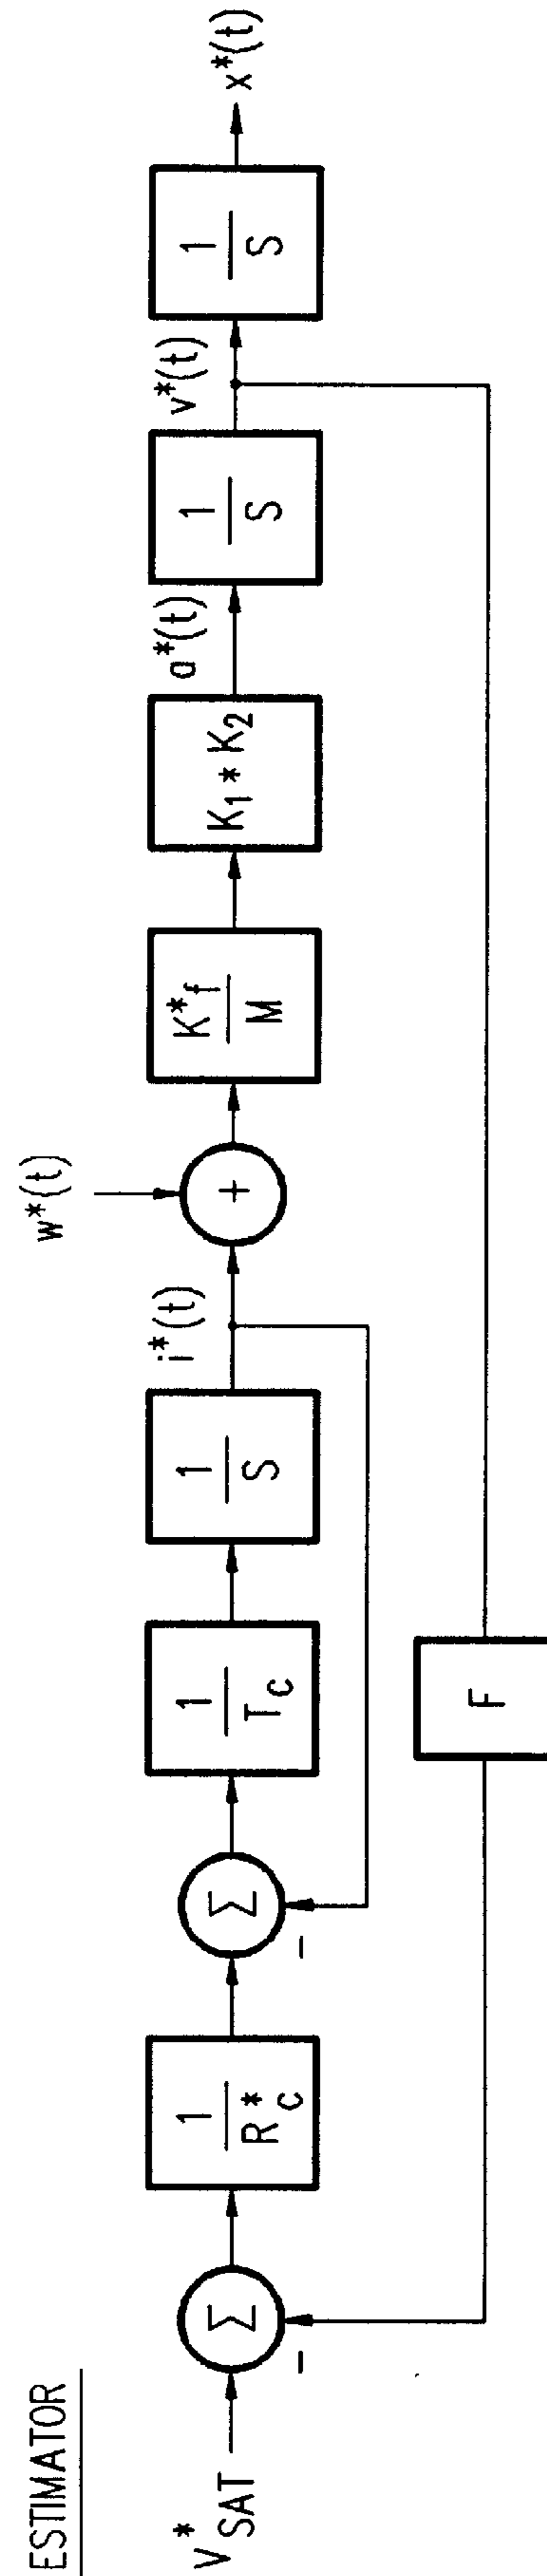 ESTIMATOR
V*SAT
Σ
−
1
R*c
Σ
−
1
Tc
1
S
i*(t)
w*(t)
+
K*f
M
K1 * K2
a*(t)
1
S
v*(t)
1
S
x*(t)
F